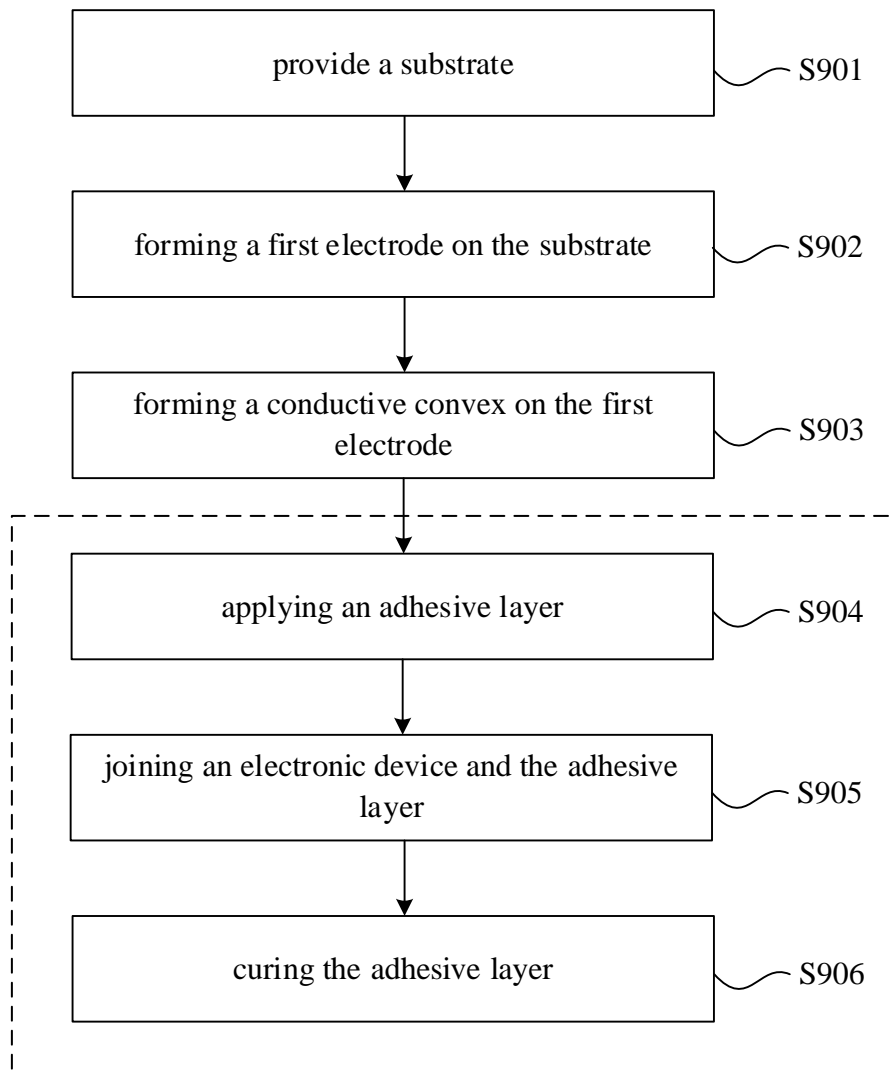 provide a substrate
S901
forming a first electrode on the substrate
S902
forming a conductive convex on the first
electrode
S903
applying an adhesive layer
S904
joining an electronic device and the adhesive
layer
S905
curing the adhesive layer
S906